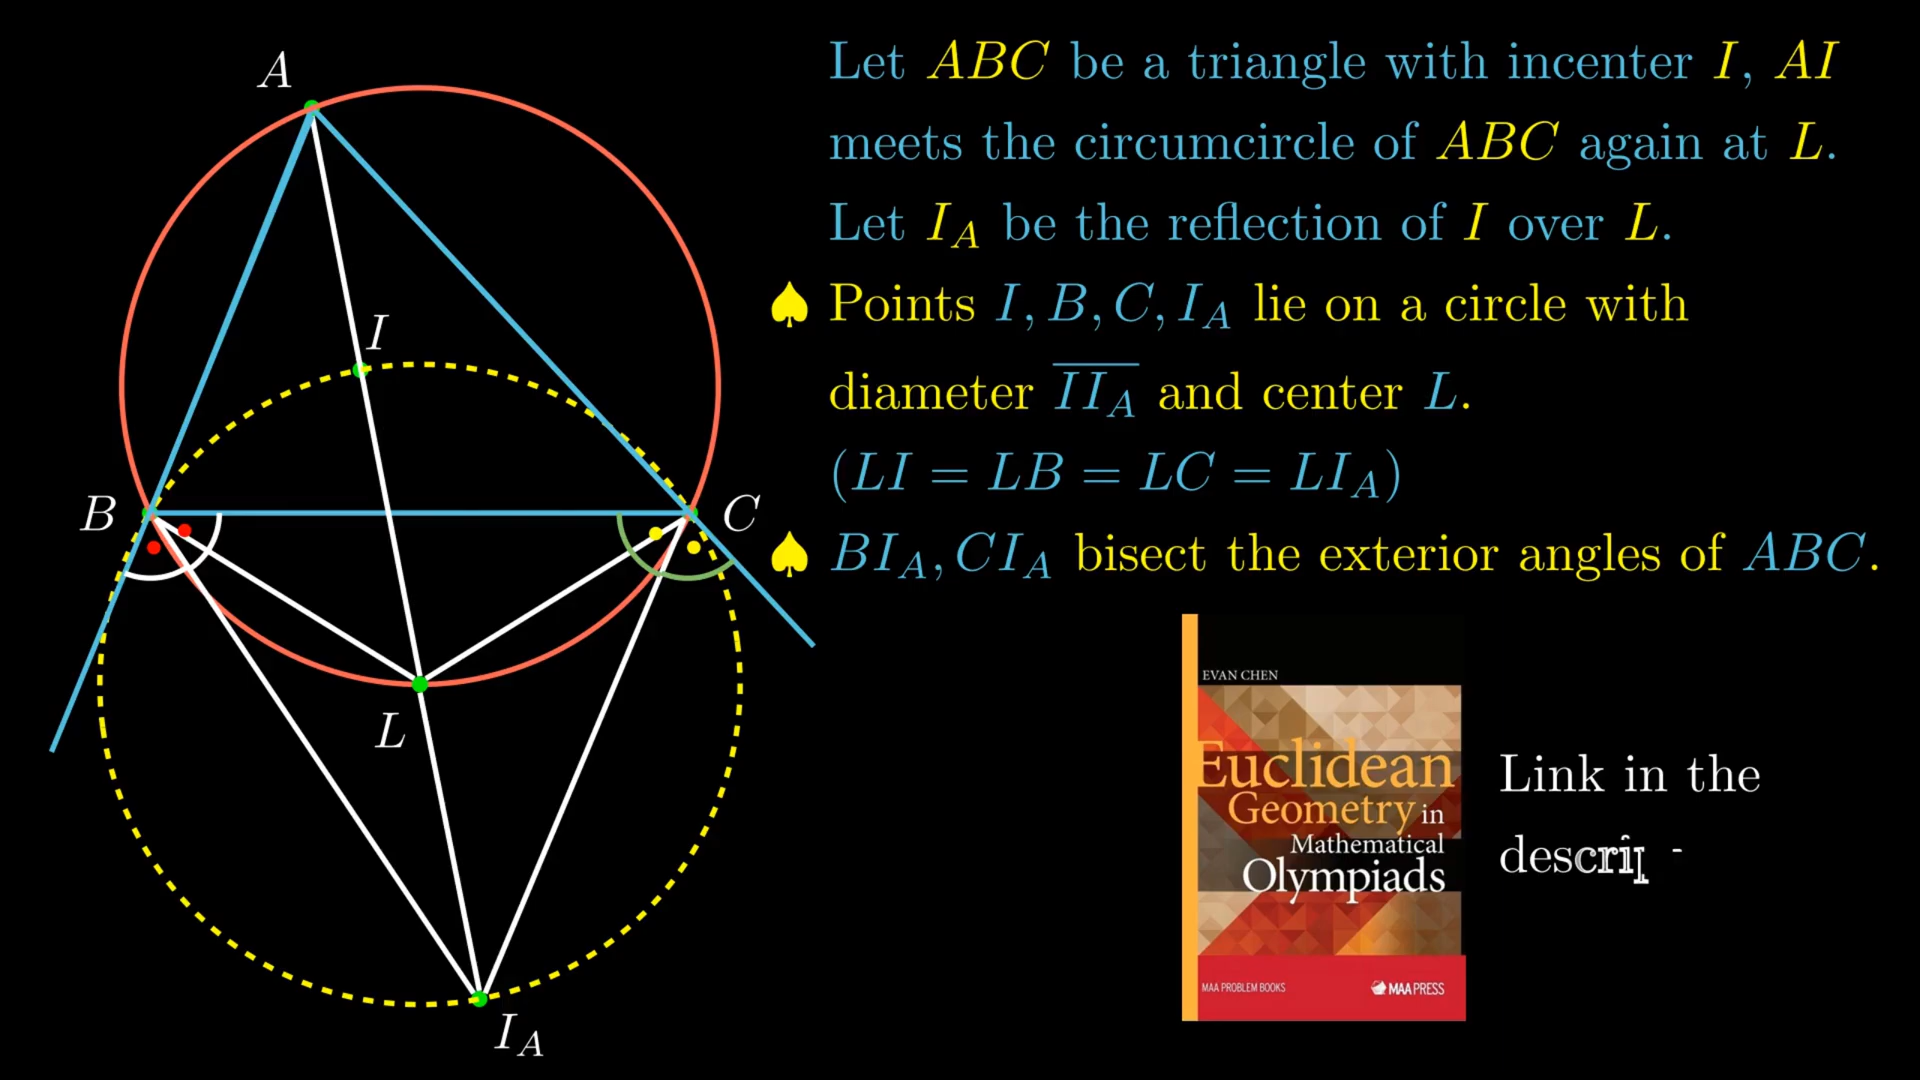 A
Let ABC be a triangle with incenter I, AI
meets the circumcircle of ABC again at L.
Let I_A be the reflection of I over L.
♠ Points I, B, C, I_A lie on a circle with
I
diameter \overline{II_A} and center L.
(LI = LB = LC = LI_A)
B
C
♠ BI_A, CI_A bisect the exterior angles of ABC.
L
I_A
EVAN CHEN
Euclidean
Geometry in
Mathematical
Olympiads
MAA PROBLEM BOOKS
MAA PRESS
Link in the
descri